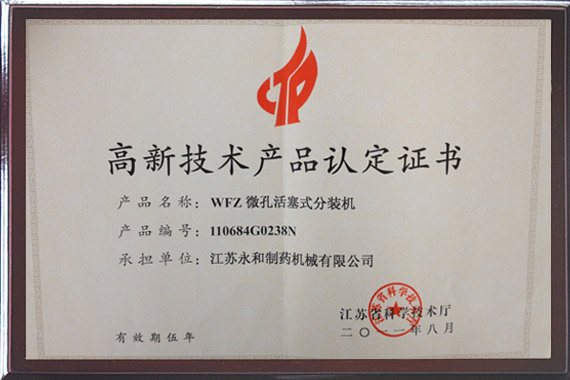 高新技术产品认定证书
产品名称：WFZ 微孔活塞式分装机
产品编号：110684G0238N
承担单位：江苏永和制药机械有限公司
江苏省科学技术厅
二〇一一年八月
有效期伍年